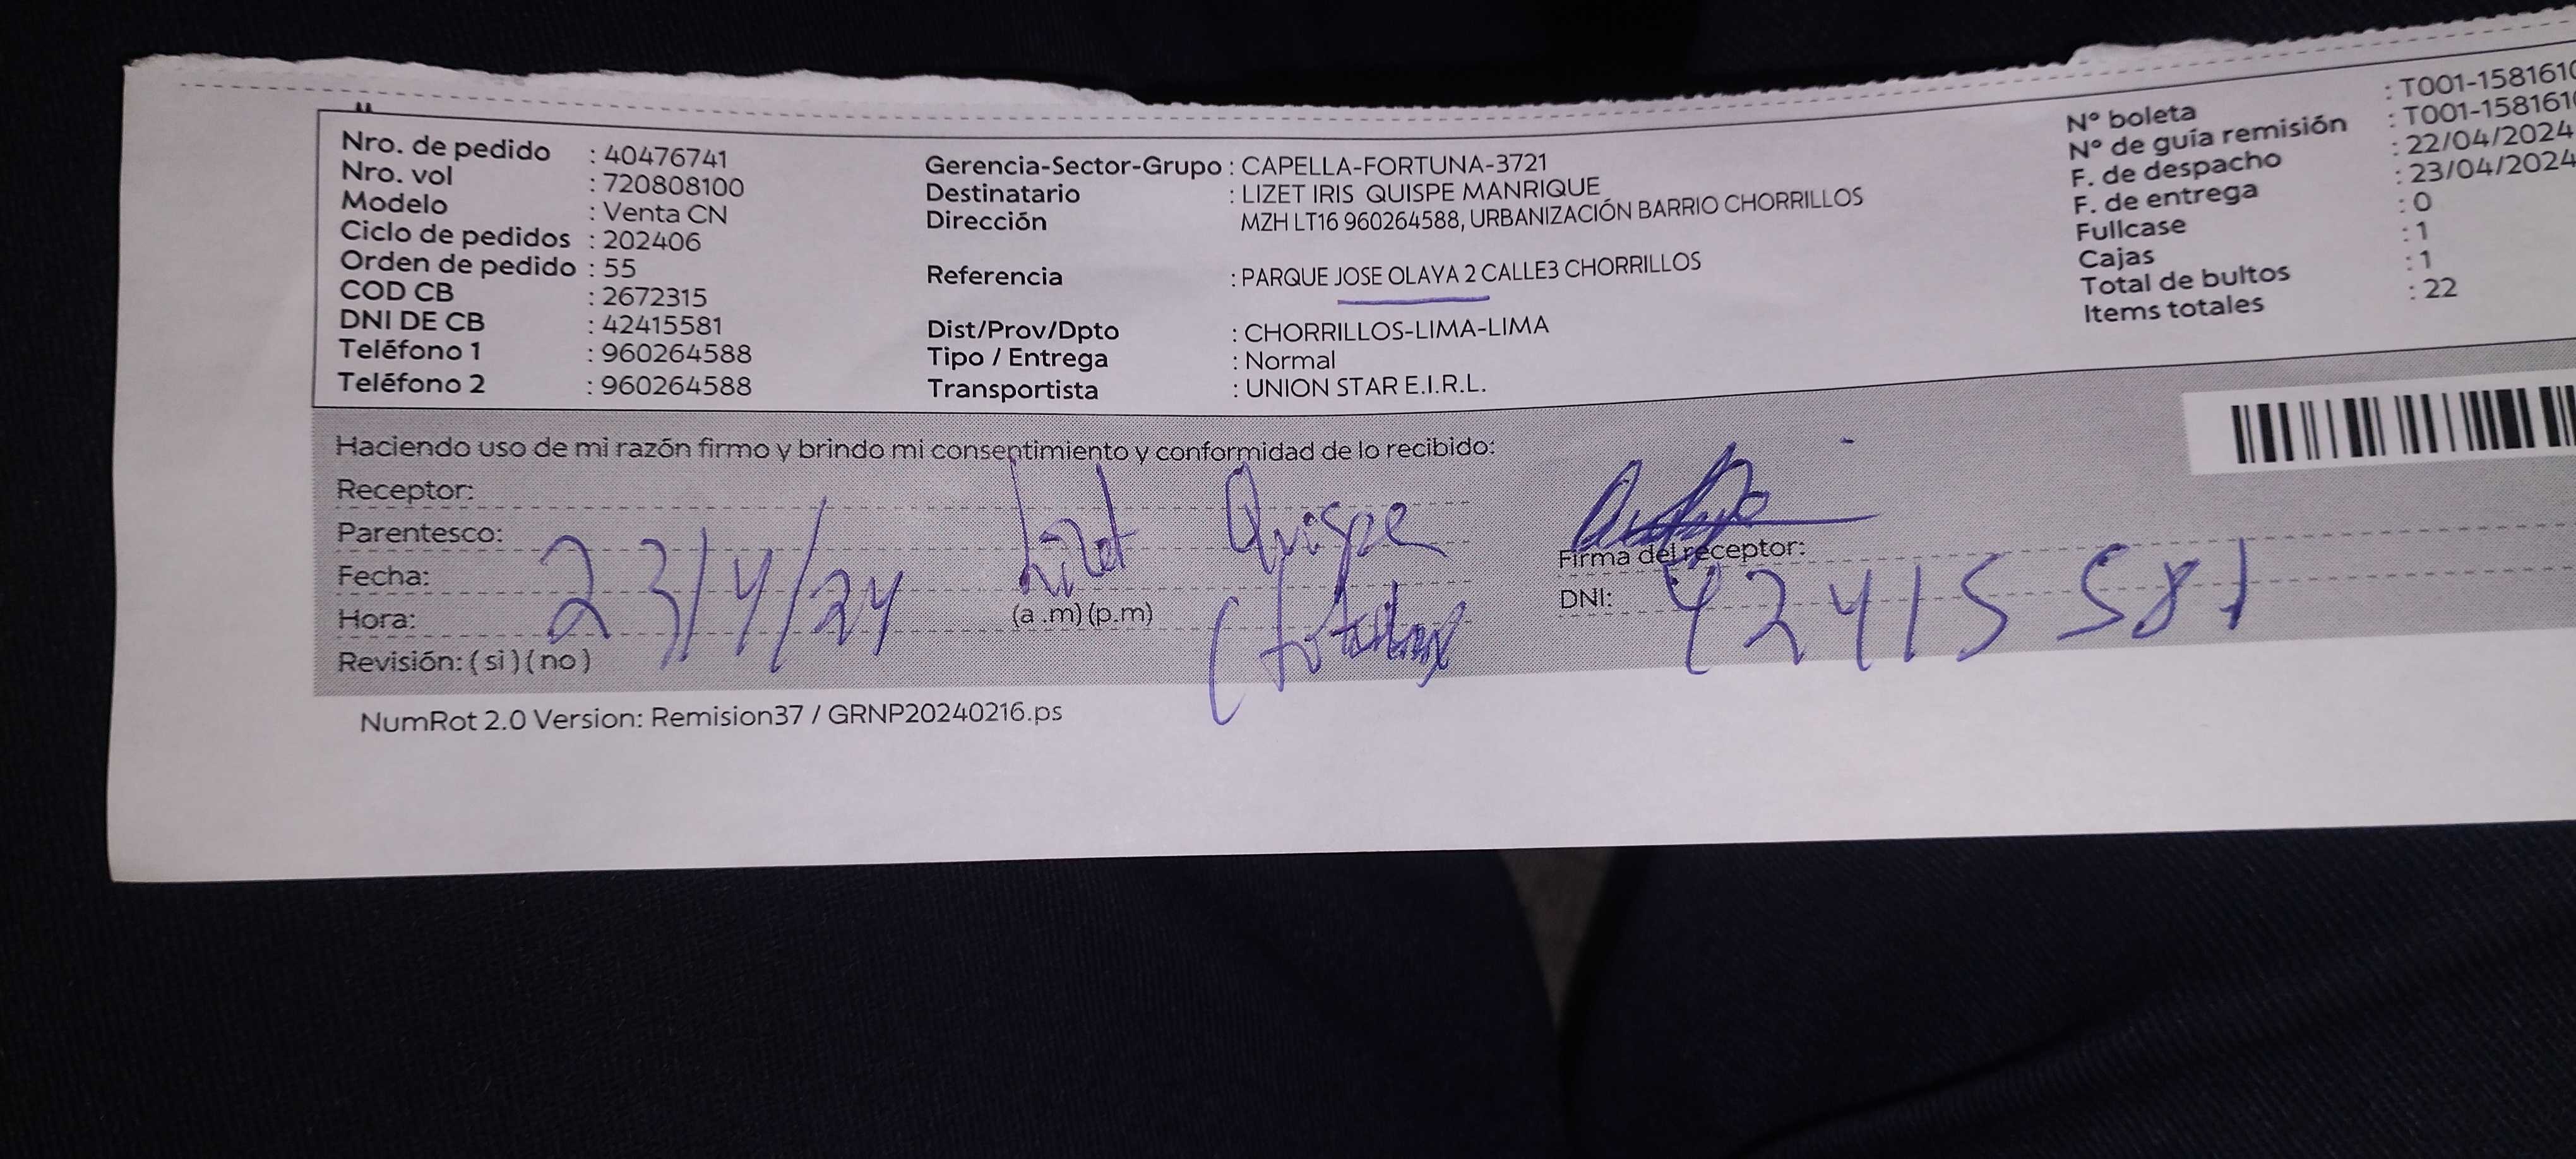 Nro. de pedido : 40476741
Nro. vol : 720808100
Modelo : Venta CN
Ciclo de pedidos : 202406
Orden de pedido : 55
COD CB : 2672315
DNI DE CB : 42415581
Teléfono 1 : 960264588
Teléfono 2 : 960264588
Gerencia-Sector-Grupo : CAPELLA-FORTUNA-3721
Destinatario : LIZET IRIS QUISPE MANRIQUE
Dirección MZH LT16 960264588, URBANIZACIÓN BARRIO CHORRILLOS
Referencia : PARQUE JOSE OLAYA 2 CALLE3 CHORRILLOS
Dist/Prov/Dpto : CHORRILLOS-LIMA-LIMA
Tipo / Entrega : Normal
Transportista : UNION STAR E.I.R.L.
N° boleta : T001-1581610
N° de guía remisión : T001-1581610
F. de despacho : 22/04/2024
F. de entrega : 23/04/2024
Fullcase : 0
Cajas : 1
Total de bultos : 1
Items totales : 22
Haciendo uso de mi razón firmo y brindo mi consentimiento y conformidad de lo recibido:
Receptor: Lizet Quispe
Parentesco:
Fecha: 23/4/24
Hora: (a .m) (p.m)
Revisión: ( si ) ( no )
Firma del receptor:
DNI: 42415581
NumRot 2.0 Version: Remision37 / GRNP20240216.ps